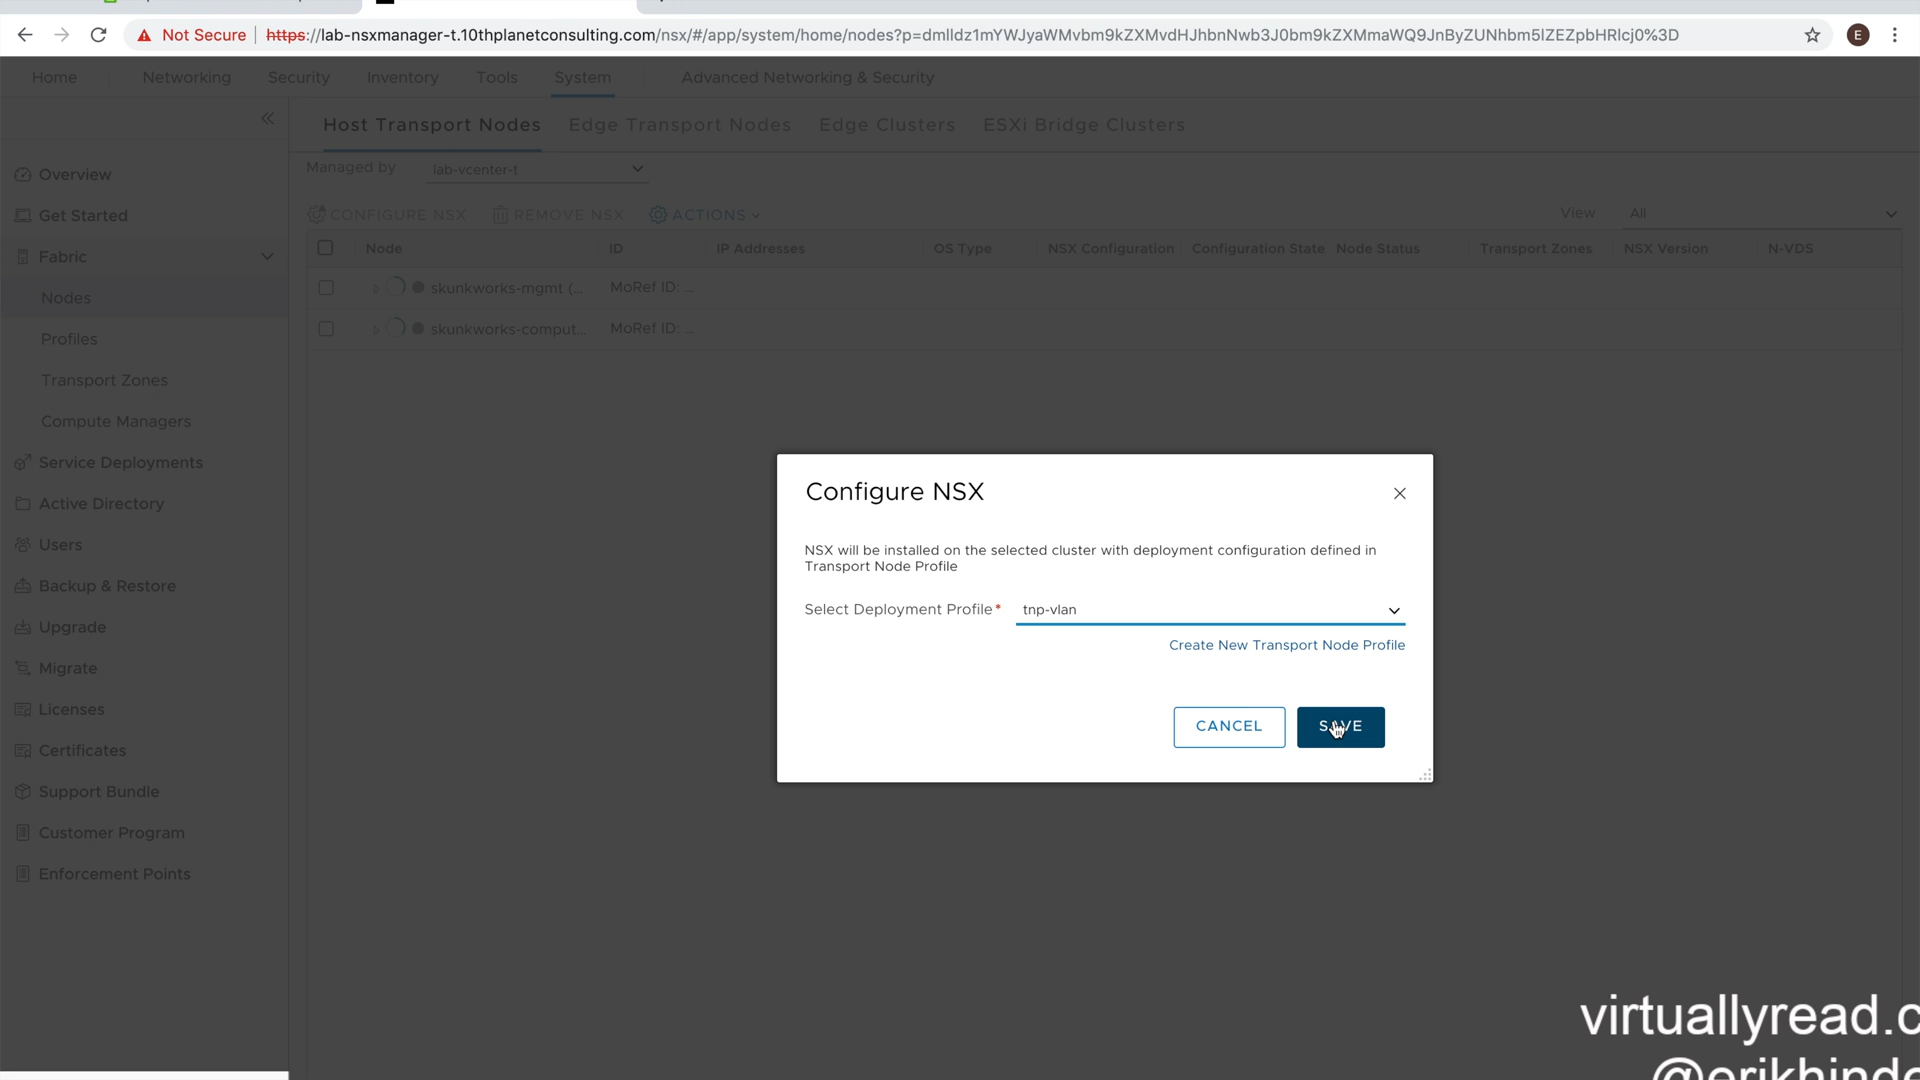 Not Secure
https://lab-nsxmanager-t.10thplanetconsulting.com/nsx/#/app/system/home/nodes?p=dmlldz1mYWJyaWMvbm9kZXMvdHJhbnNwb3J0bm9kZXMmaWQ9JnByZUNhbm5lZEZpbHRlcj0%3D
E
Home
Networking
Security
Inventory
Tools
System
Advanced Networking & Security
Host Transport Nodes
Edge Transport Nodes
Edge Clusters
ESXi Bridge Clusters
Overview
Get Started
Fabric
Nodes
Profiles
Transport Zones
Compute Managers
Service Deployments
Active Directory
Users
Backup & Restore
Upgrade
Migrate
Licenses
Certificates
Support Bundle
Customer Program
Enforcement Points
Managed by
lab-vcenter-t
CONFIGURE NSX
REMOVE NSX
ACTIONS
View
All
Node
ID
IP Addresses
OS Type
NSX Configuration
Configuration State
Node Status
Transport Zones
NSX Version
N-VDS
skunkworks-mgmt (...
MoRef ID: ...
skunkworks-comput...
MoRef ID: ...
Configure NSX
NSX will be installed on the selected cluster with deployment configuration defined in
Transport Node Profile
Select Deployment Profile*
tnp-vlan
Create New Transport Node Profile
CANCEL
SAVE
virtuallyread.c
@erikhinde